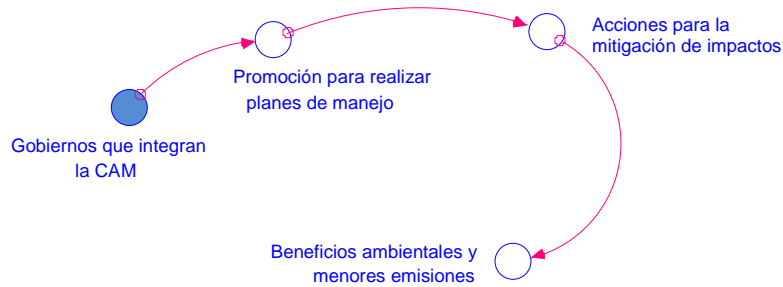 Acciones para la
mitigación de impactos
Promoción para realizar
planes de manejo
Gobiernos que integran
la CAM
Beneficios ambientales y
menores emisiones